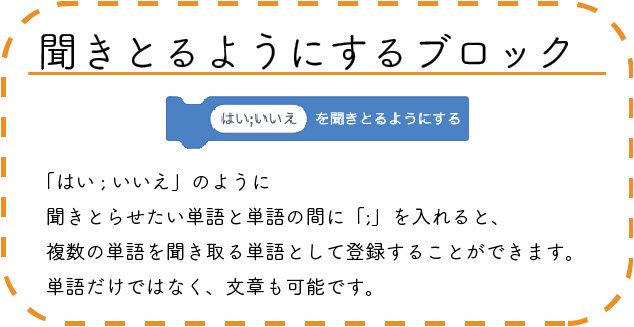 聞きとるようにするブロック
はい;いいえ を聞きとるようにする
「はい ; いいえ」のように
聞きとらせたい単語と単語の間に「;」を入れると、
複数の単語を聞き取る単語として登録することができます。
単語だけではなく、文章も可能です。